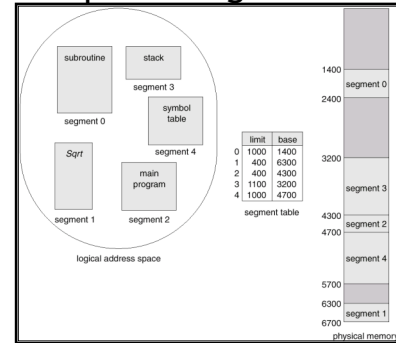 subroutine
segment 0
stack
segment 3
symbol
table
segment 4
Sqrt
segment 1
main
program
segment 2
logical address space
limit base
0 1000 1400
1 400 6300
2 400 4300
3 1100 3200
4 1000 4700
segment table
1400
segment 0
2400
3200
segment 3
4300
segment 2
4700
segment 4
5700
6300
segment 1
6700
physical memory